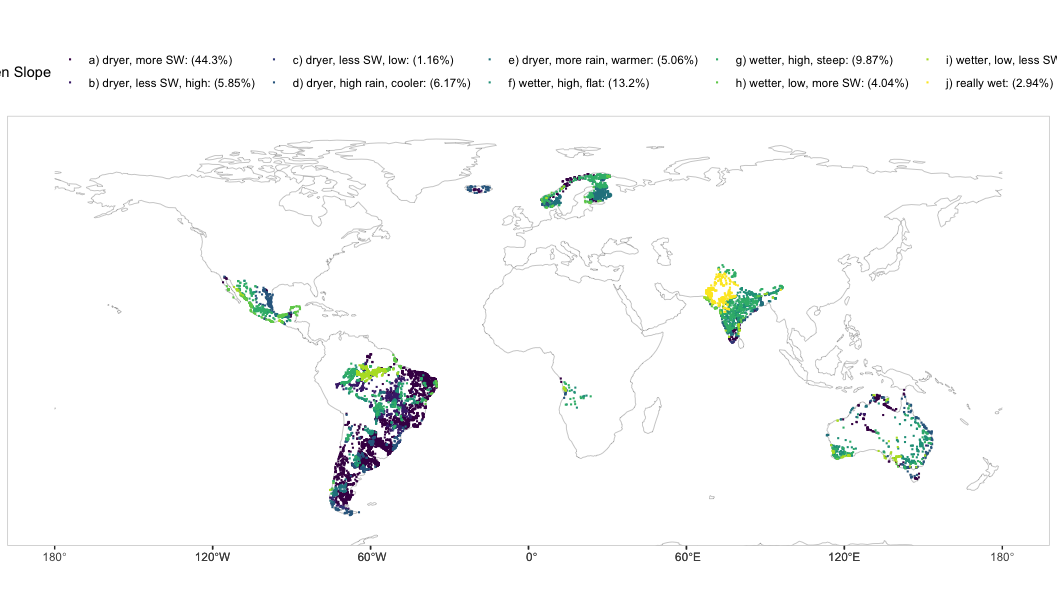 a) dryer, more SW: (44.3%) c) dryer, less SW, low: (1.16%) e) dryer, more rain, warmer: (5.06%) g) wetter, high, steep: (9.87%) i) wetter, low, less SW
en Slope
b) dryer, less SW, high: (5.85%) d) dryer, high rain, cooler: (6.17%) f) wetter, high, flat: (13.2%) h) wetter, low, more SW: (4.04%) j) really wet: (2.94%)
180° 120°W 60°W 0° 60°E 120°E 180°